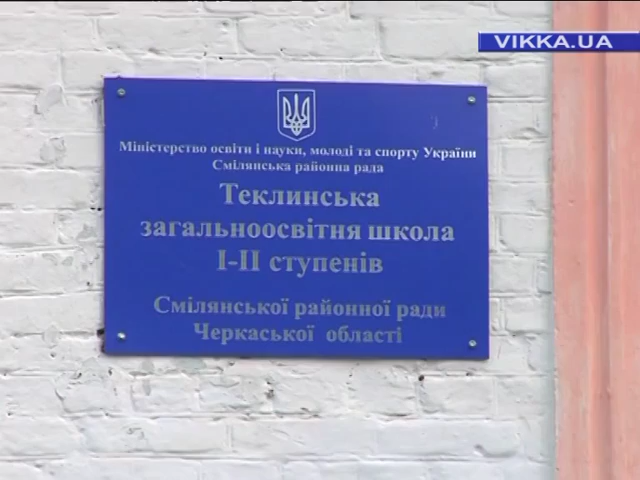 VIKKA.UA
Міністерство освіти і науки, молоді та спорту України
Смілянська районна рада
Теклинська
загальноосвітня школа
І-ІІ ступенів
Смілянської районної ради
Черкаської області